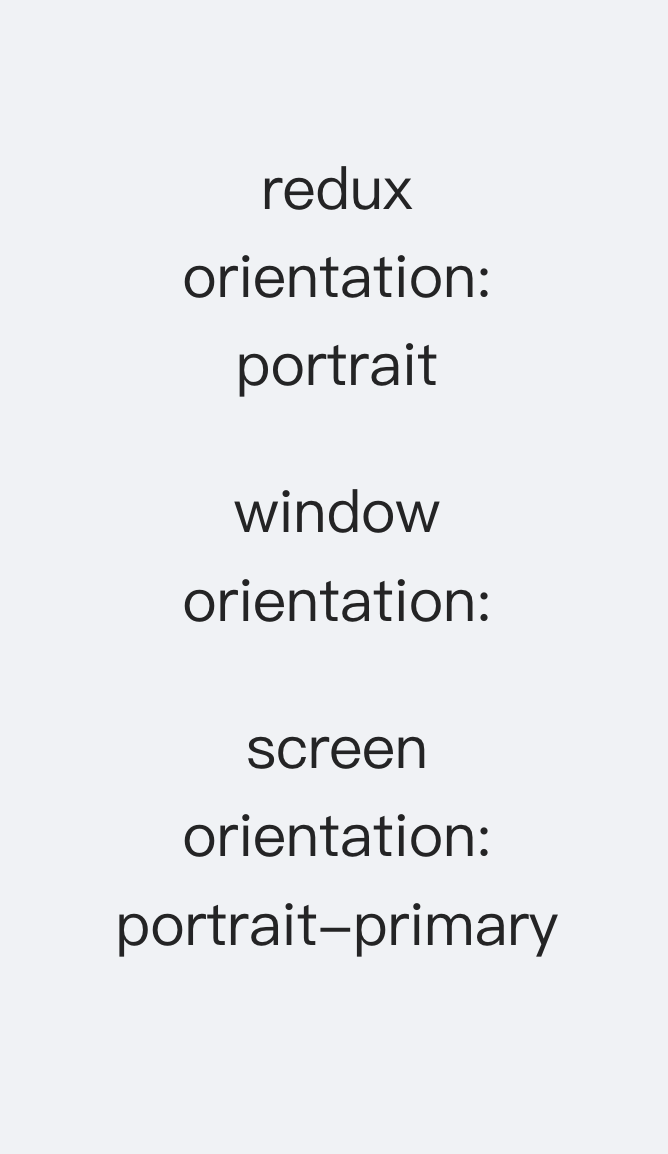 redux
orientation:
portrait
window
orientation:
screen
orientation:
portrait–primary